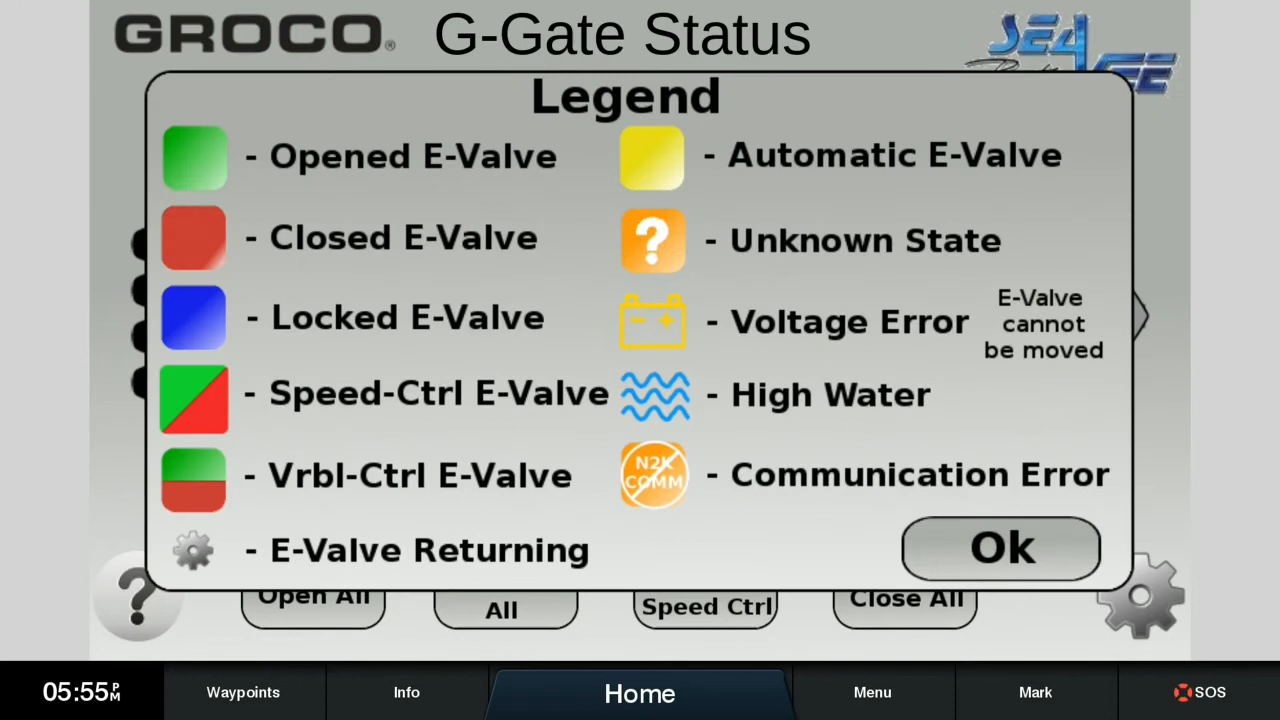 GROCO®
G-Gate Status
SEA VEE
Legend
- Opened E-Valve
- Automatic E-Valve
- Closed E-Valve
?
- Unknown State
- Locked E-Valve
- +
- Voltage Error
E-Valve
cannot
be moved
- Speed-Ctrl E-Valve
- High Water
- Vrbl-Ctrl E-Valve
N2K
COMM
- Communication Error
- E-Valve Returning
Ok
?
Open All
All
Speed Ctrl
Close All
05:55 PM
Waypoints
Info
Home
Menu
Mark
SOS